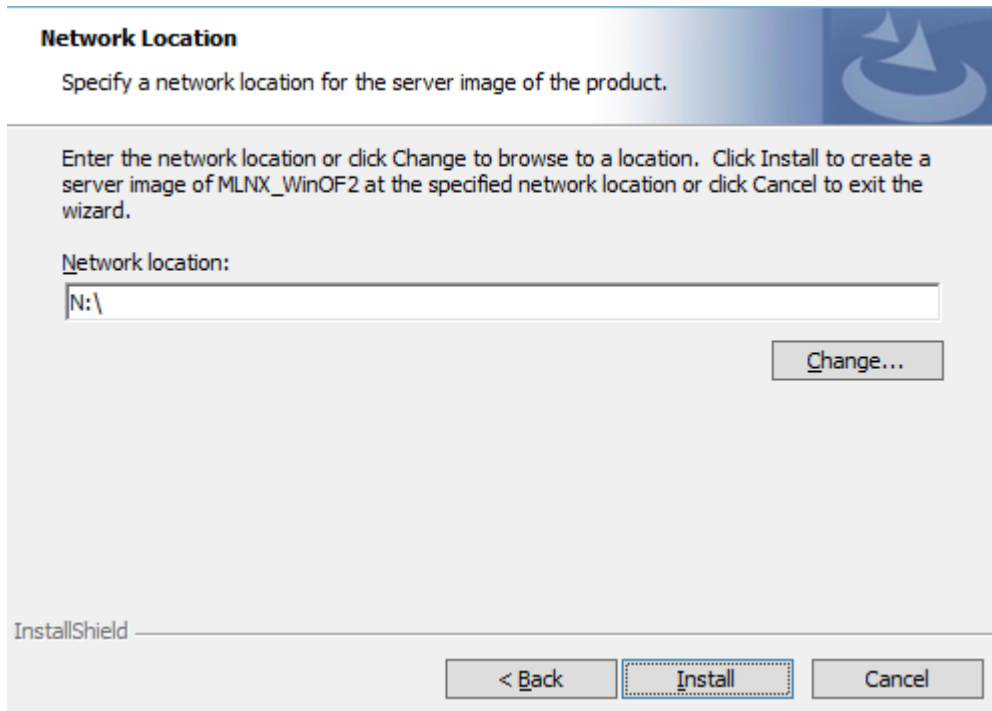 Network Location
Specify a network location for the server image of the product.
Enter the network location or click Change to browse to a location.  Click Install to create a
server image of MLNX_WinOF2 at the specified network location or click Cancel to exit the
wizard.
Network location:
N:\
Change...
InstallShield
< Back
Install
Cancel